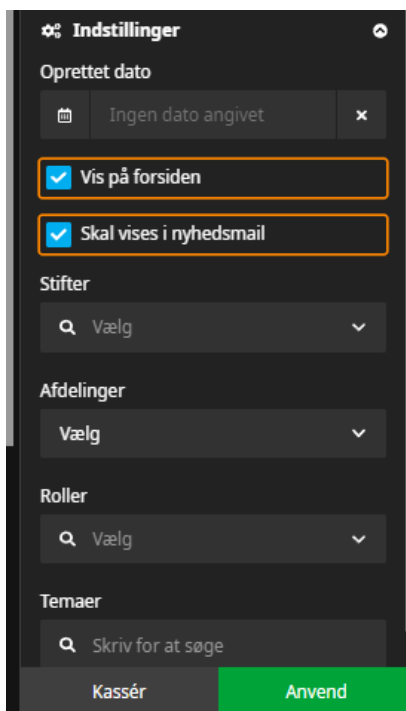 Indstillinger
Oprettet dato
Ingen dato angivet
Vis på forsiden
Skal vises i nyhedsmail
Stifter
Vælg
Afdelinger
Vælg
Roller
Vælg
Temaer
Skriv for at søge
Kassér Anvend